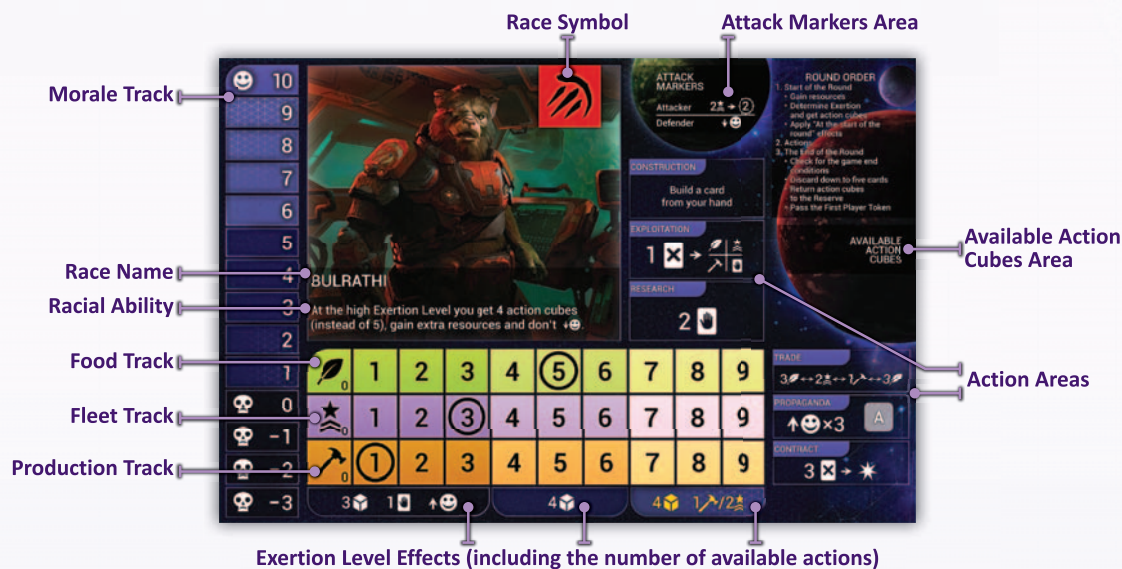 Race Symbol
Attack Markers Area
Morale Track
Race Name
Racial Ability
Food Track
Fleet Track
Production Track
Available Action
Cubes Area
Action Areas
Exertion Level Effects (including the number of available actions)
10
9
8
7
6
5
4
3
2
1
0
-1
-2
-3
BULRATHI
At the high Exertion Level you get 4 action cubes
(instead of 5), gain extra resources and don't
ATTACK
MARKERS
Attacker 2 2
Defender
CONSTRUCTION
Build a card
from your hand
EXPLOITATION
1
RESEARCH
2
ROUND ORDER
1. Start of the Round
• Gain resources
• Determine Exertion
and get action cubes
• Apply "At the start of the
round" effects
2. Actions
3. The End of the Round
• Check for the game end
conditions
• Discard down to five cards
Return action cubes
to the Reserve
• Pass the First Player Token
AVAILABLE
ACTION
CUBES
0 1 2 3 4 5 6 7 8 9
0 1 2 3 4 5 6 7 8 9
0 1 2 3 4 5 6 7 8 9
TRADE
3 ↔ 2 ↔ 1 ↔ 3
PROPAGANDA
×3 A
CONTRACT
3
3 1
4
4 1 /2